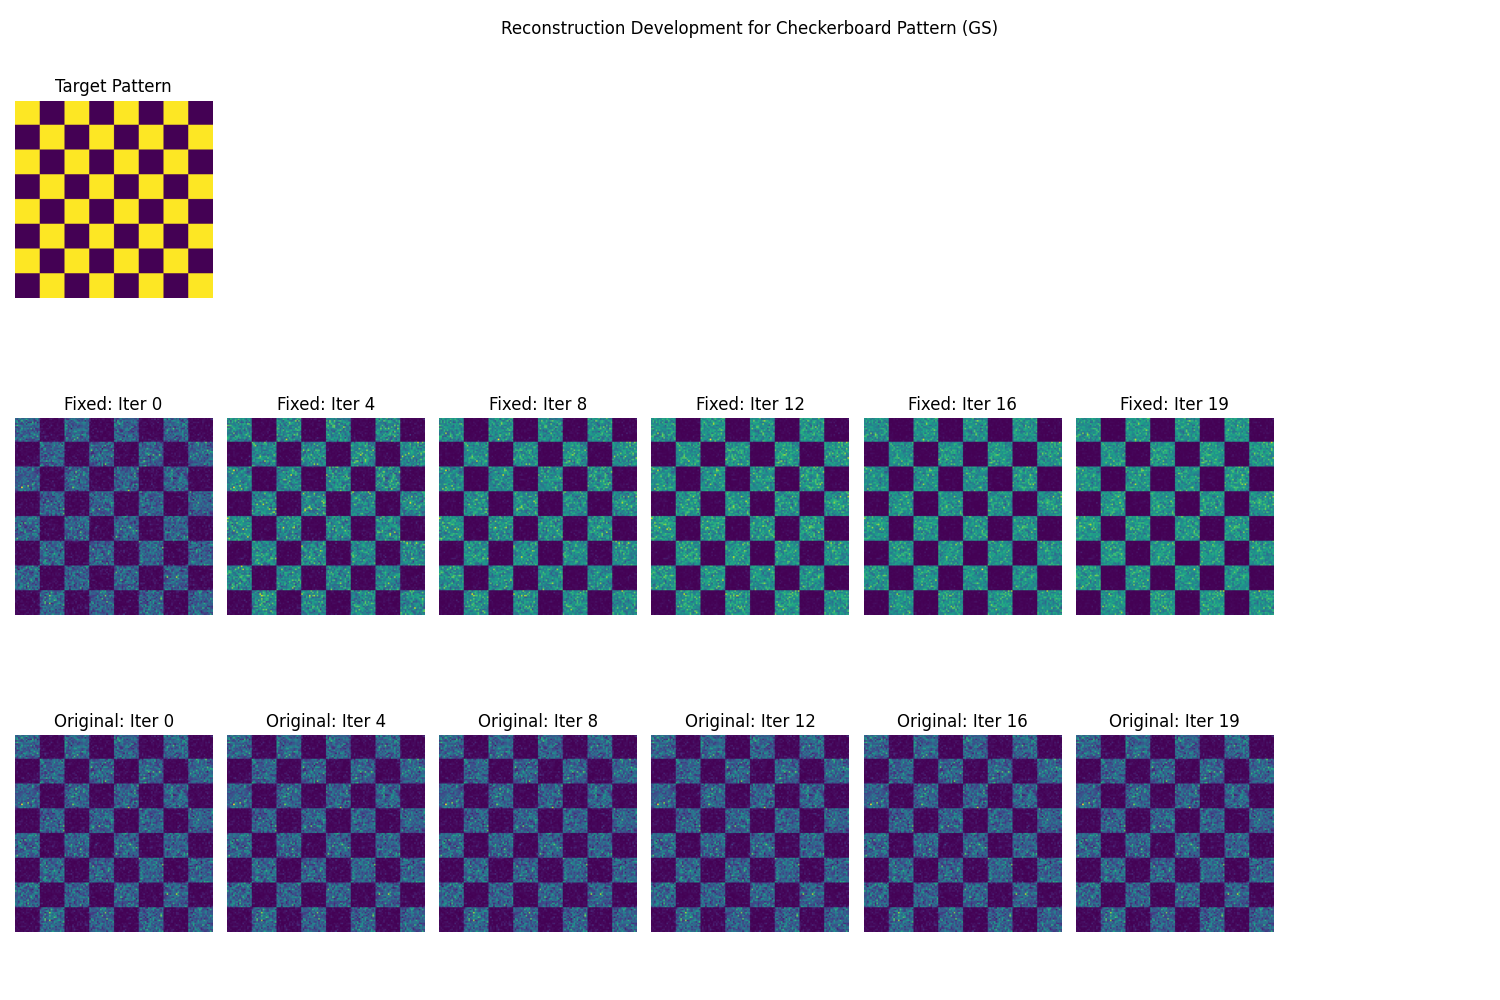 Reconstruction Development for Checkerboard Pattern (GS)
Target Pattern
Fixed: Iter 0
Fixed: Iter 4
Fixed: Iter 8
Fixed: Iter 12
Fixed: Iter 16
Fixed: Iter 19
Original: Iter 0
Original: Iter 4
Original: Iter 8
Original: Iter 12
Original: Iter 16
Original: Iter 19